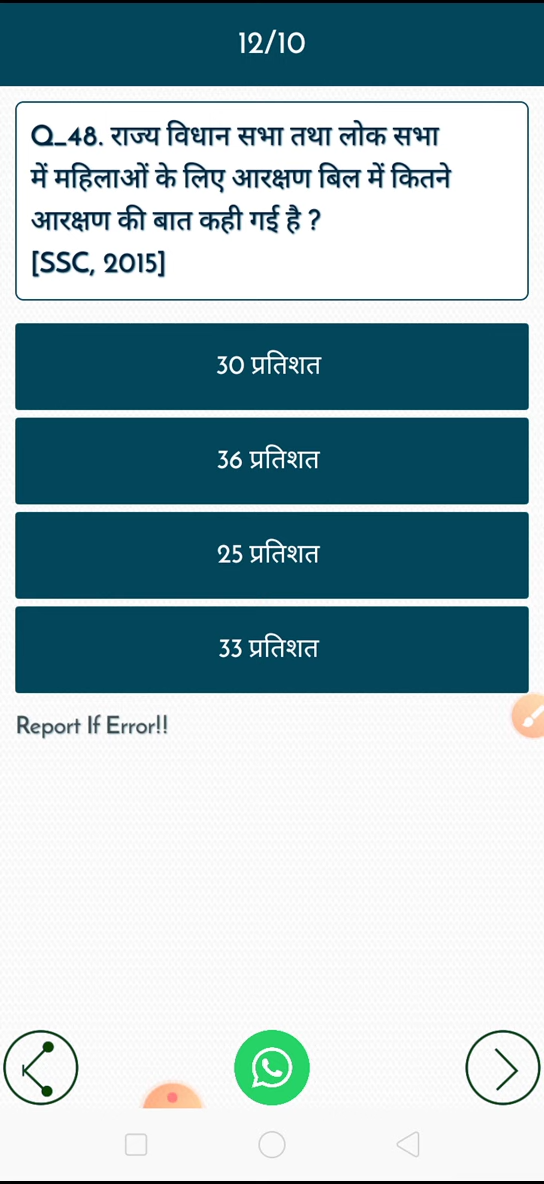 12/10
Q_48. राज्य विधान सभा तथा लोक सभा
में महिलाओं के लिए आरक्षण बिल में कितने
आरक्षण की बात कही गई है ?
[SSC, 2015]
30 प्रतिशत
36 प्रतिशत
25 प्रतिशत
33 प्रतिशत
Report If Error!!